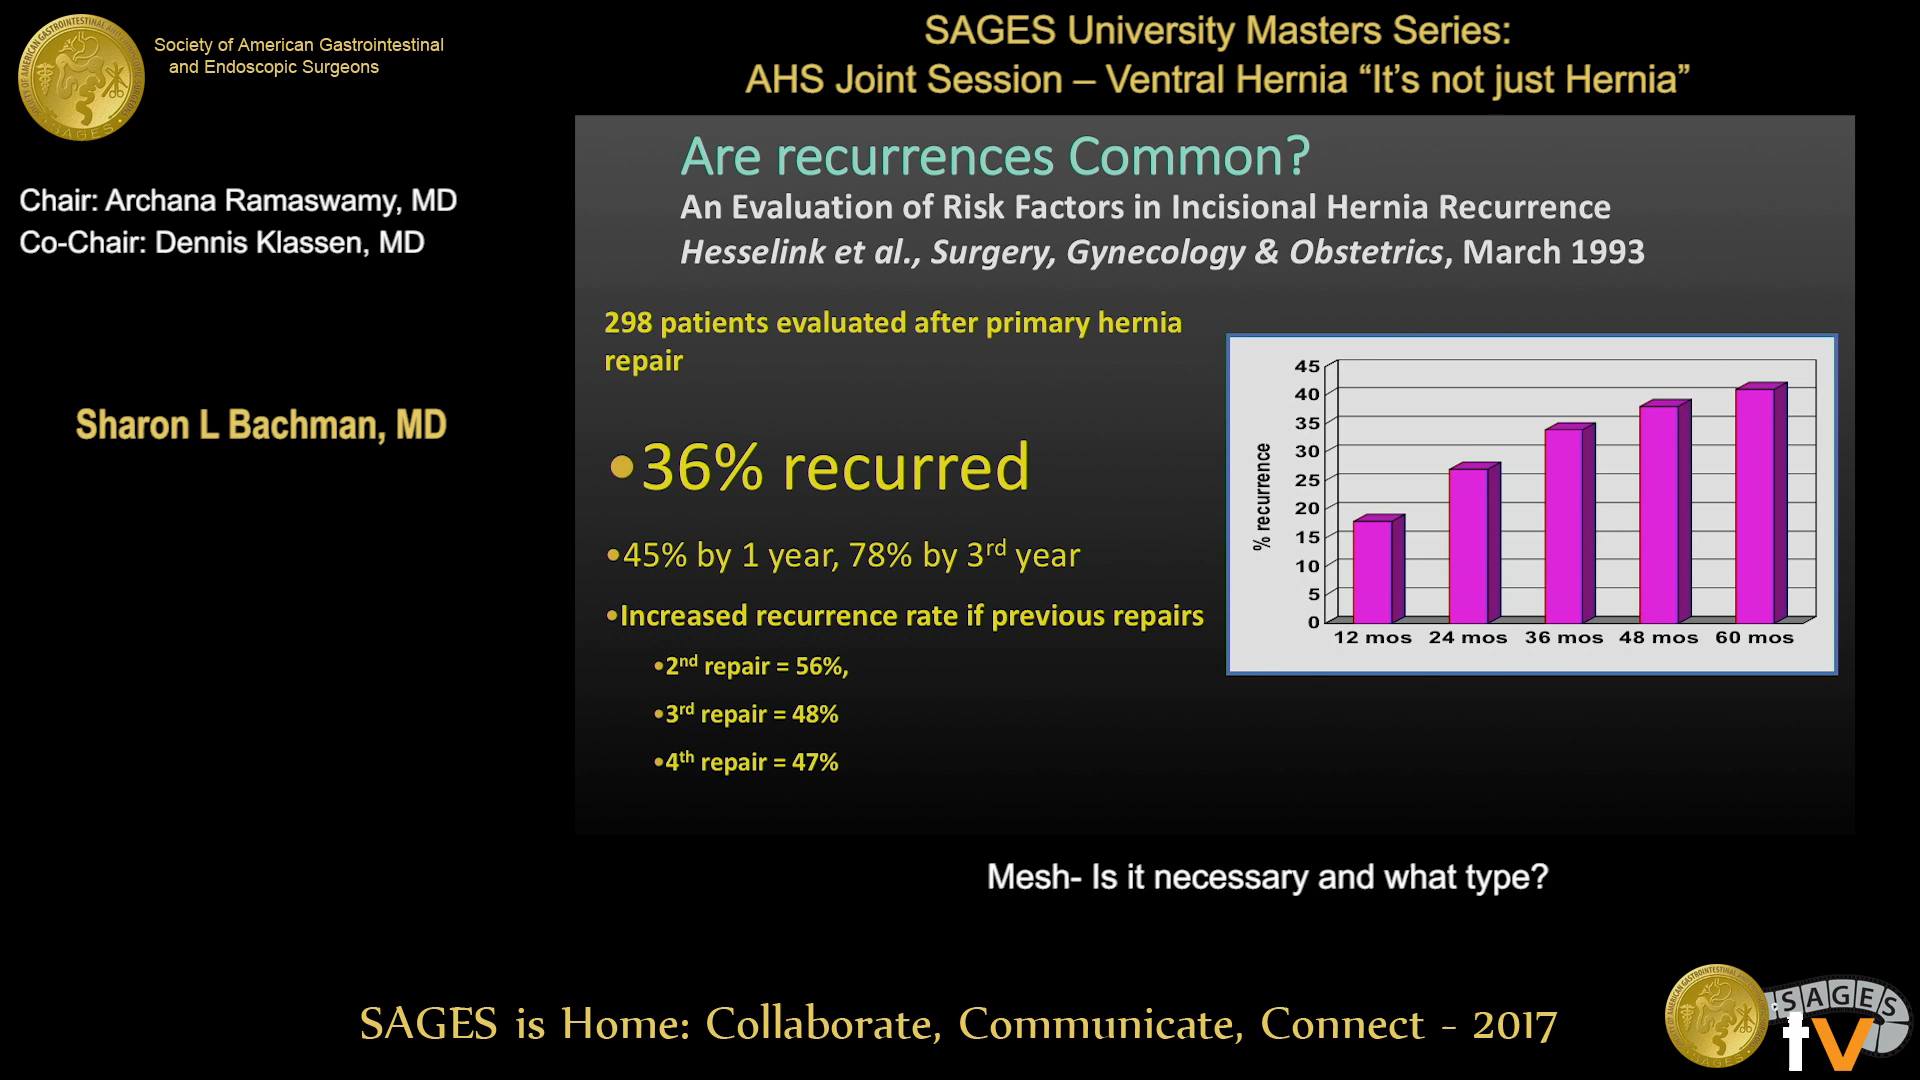 Society of American Gastrointestinal
and Endoscopic Surgeons
SAGES University Masters Series:
AHS Joint Session – Ventral Hernia “It’s not just Hernia”
Chair: Archana Ramaswamy, MD
Co-Chair: Dennis Klassen, MD
Sharon L Bachman, MD
Are recurrences Common?
An Evaluation of Risk Factors in Incisional Hernia Recurrence
Hesselink et al., Surgery, Gynecology & Obstetrics, March 1993
298 patients evaluated after primary hernia
repair
•36% recurred
•45% by 1 year, 78% by 3rd year
•Increased recurrence rate if previous repairs
•2nd repair = 56%,
•3rd repair = 48%
•4th repair = 47%
% recurrence
45
40
35
30
25
20
15
10
5
0
12 mos 24 mos 36 mos 48 mos 60 mos
Mesh- Is it necessary and what type?
SAGES is Home: Collaborate, Communicate, Connect - 2017
SAGES
tv